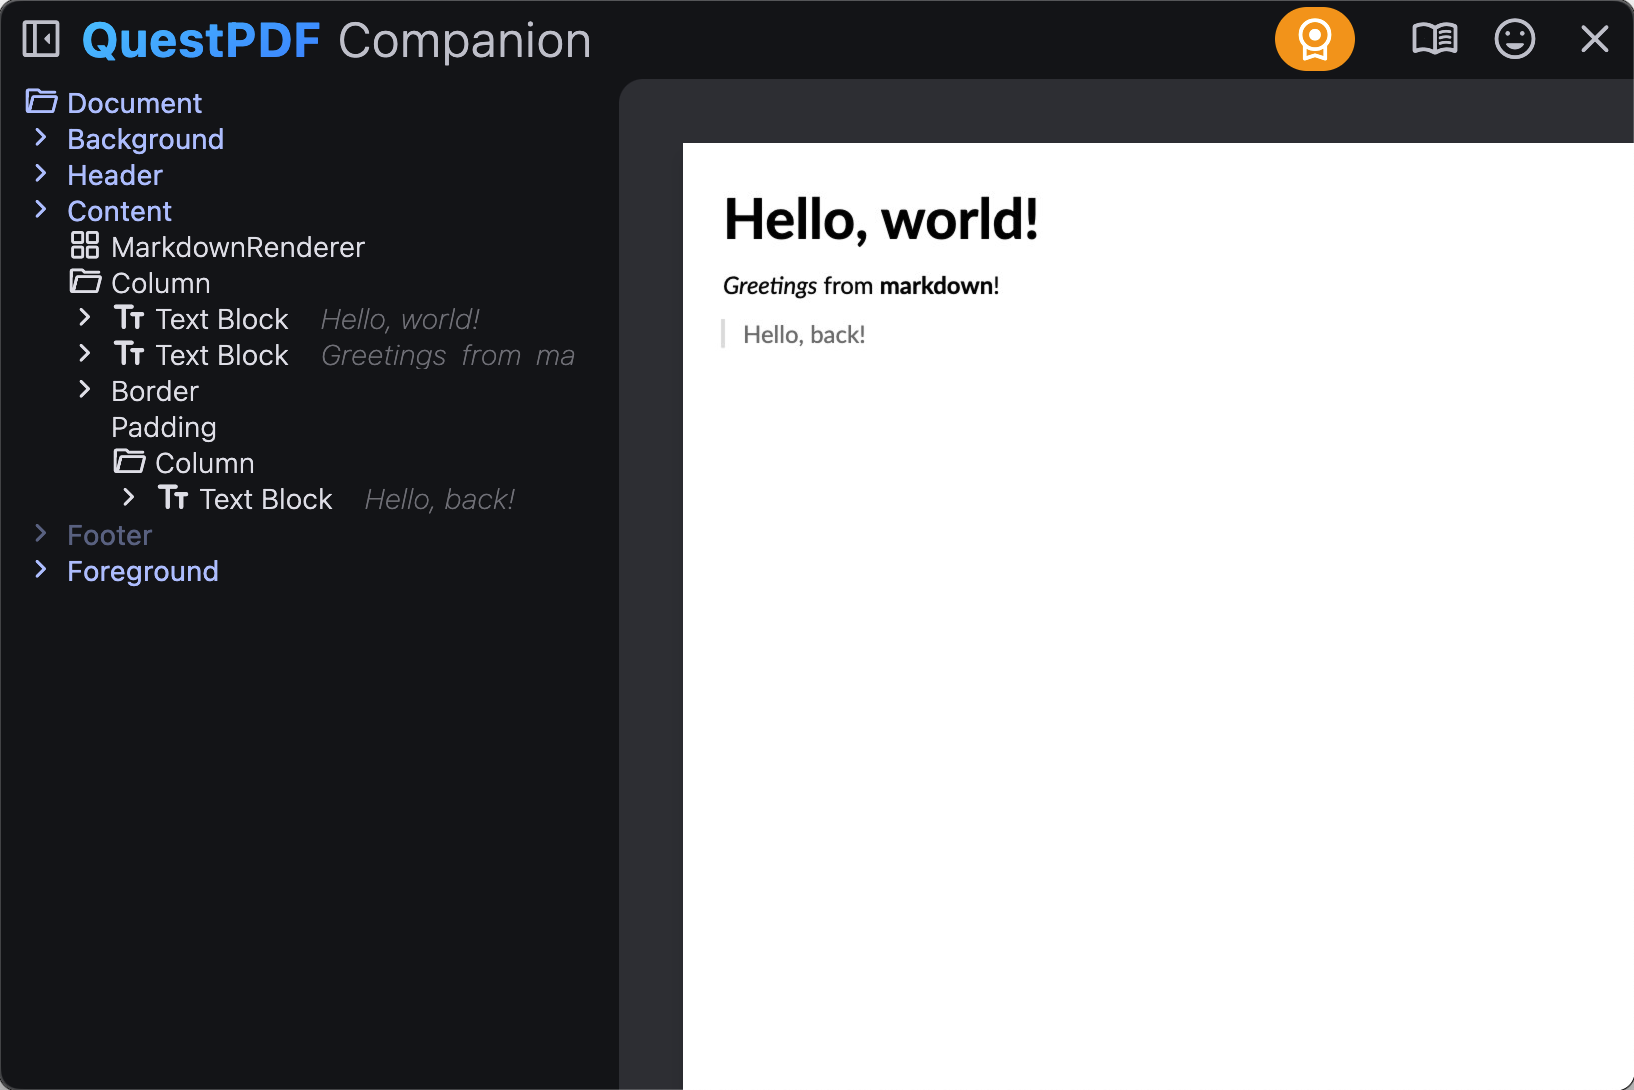 QuestPDF Companion
Document
Background
Header
Content
MarkdownRenderer
Column
Text Block Hello, world!
Text Block Greetings from ma
Border
Padding
Column
Text Block Hello, back!
Footer
Foreground
Hello, world!
Greetings from markdown!
Hello, back!